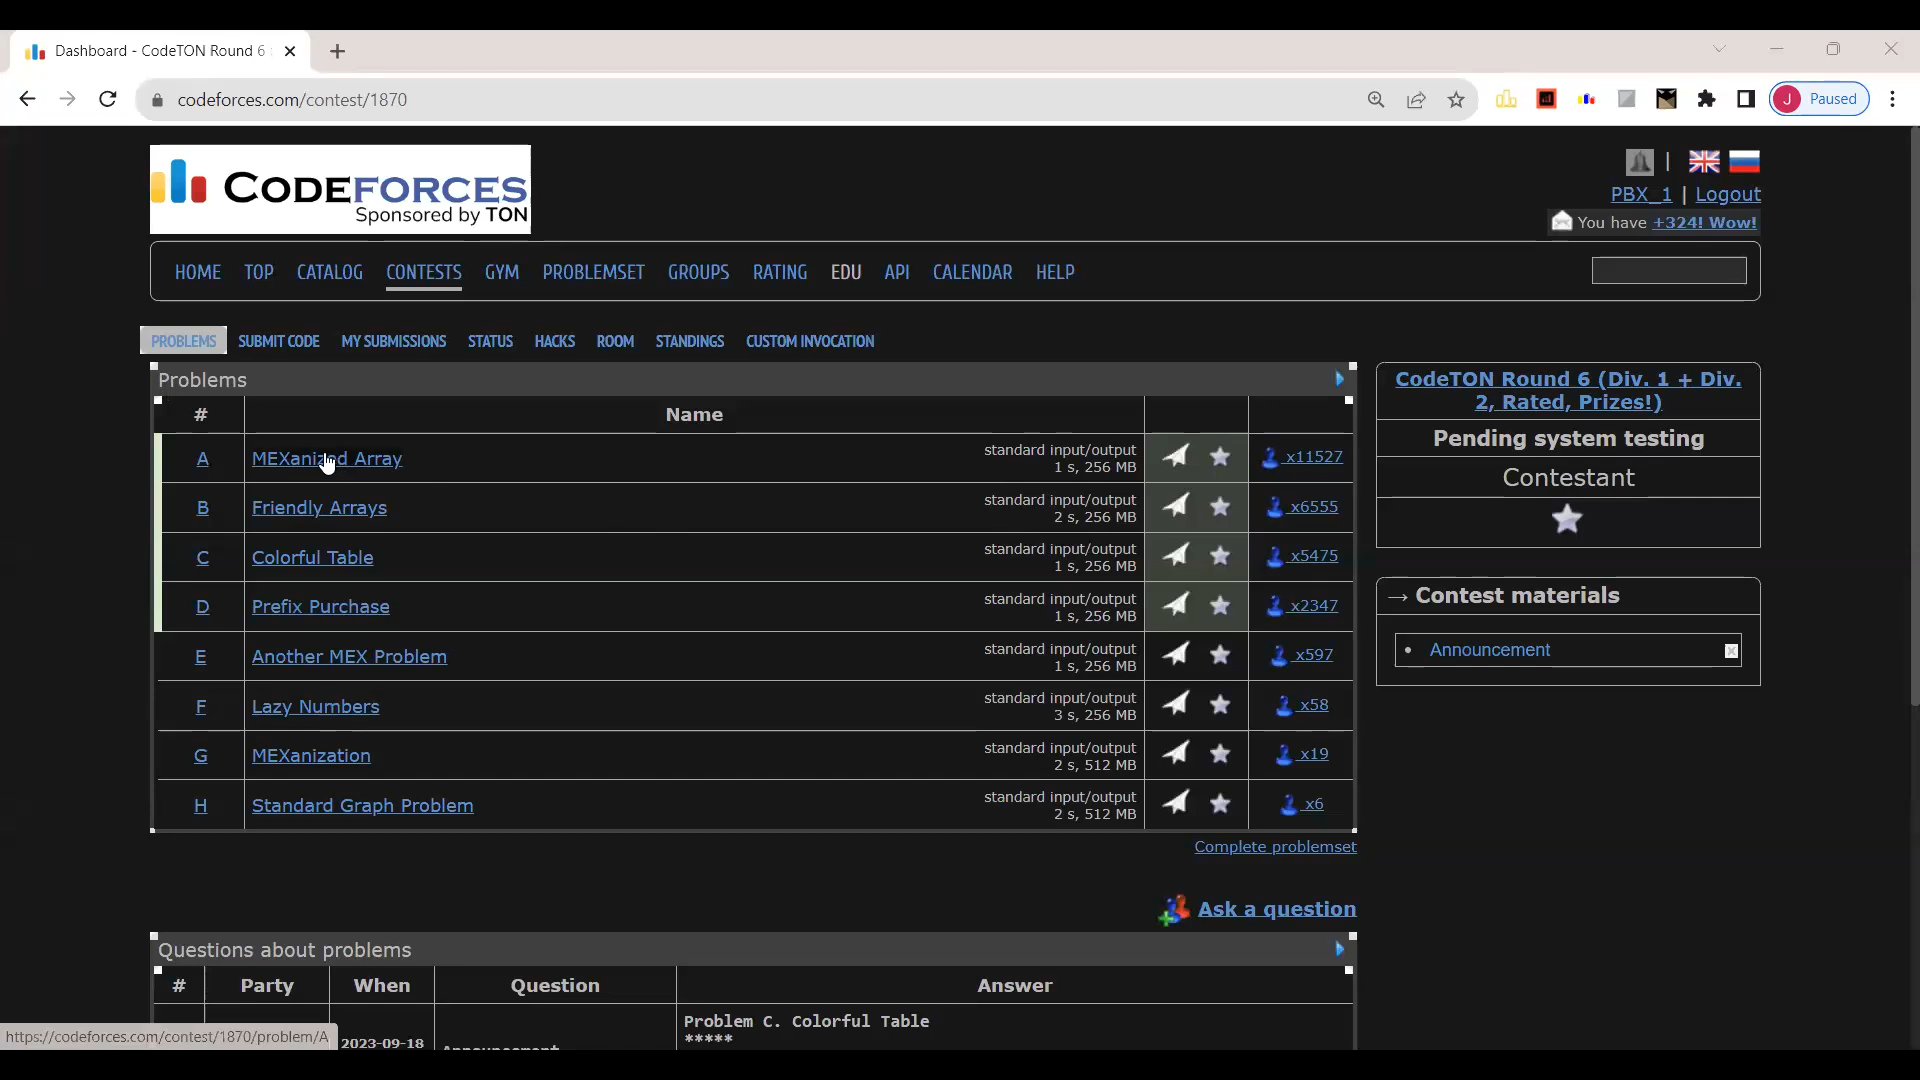 Dashboard - CodeTON Round 6
codeforces.com/contest/1870
J Paused
CODEFORCES
Sponsored by TON
|
PBX_1 | Logout
You have +324! Wow!
HOME TOP CATALOG CONTESTS GYM PROBLEMSET GROUPS RATING EDU API CALENDAR HELP
PROBLEMS SUBMIT CODE MY SUBMISSIONS STATUS HACKS ROOM STANDINGS CUSTOM INVOCATION
Problems
# Name
A MEXanized Array standard input/output 1 s, 256 MB x11527
B Friendly Arrays standard input/output 2 s, 256 MB x6555
C Colorful Table standard input/output 1 s, 256 MB x5475
D Prefix Purchase standard input/output 1 s, 256 MB x2347
E Another MEX Problem standard input/output 1 s, 256 MB x597
F Lazy Numbers standard input/output 3 s, 256 MB x58
G MEXanization standard input/output 2 s, 512 MB x19
H Standard Graph Problem standard input/output 2 s, 512 MB x6
Complete problemset
CodeTON Round 6 (Div. 1 + Div.
2, Rated, Prizes!)
Pending system testing
Contestant
→ Contest materials
• Announcement
Ask a question
Questions about problems
# Party When Question Answer
Problem C. Colorful Table
*****
2023-09-18
Announcement
https://codeforces.com/contest/1870/problem/A